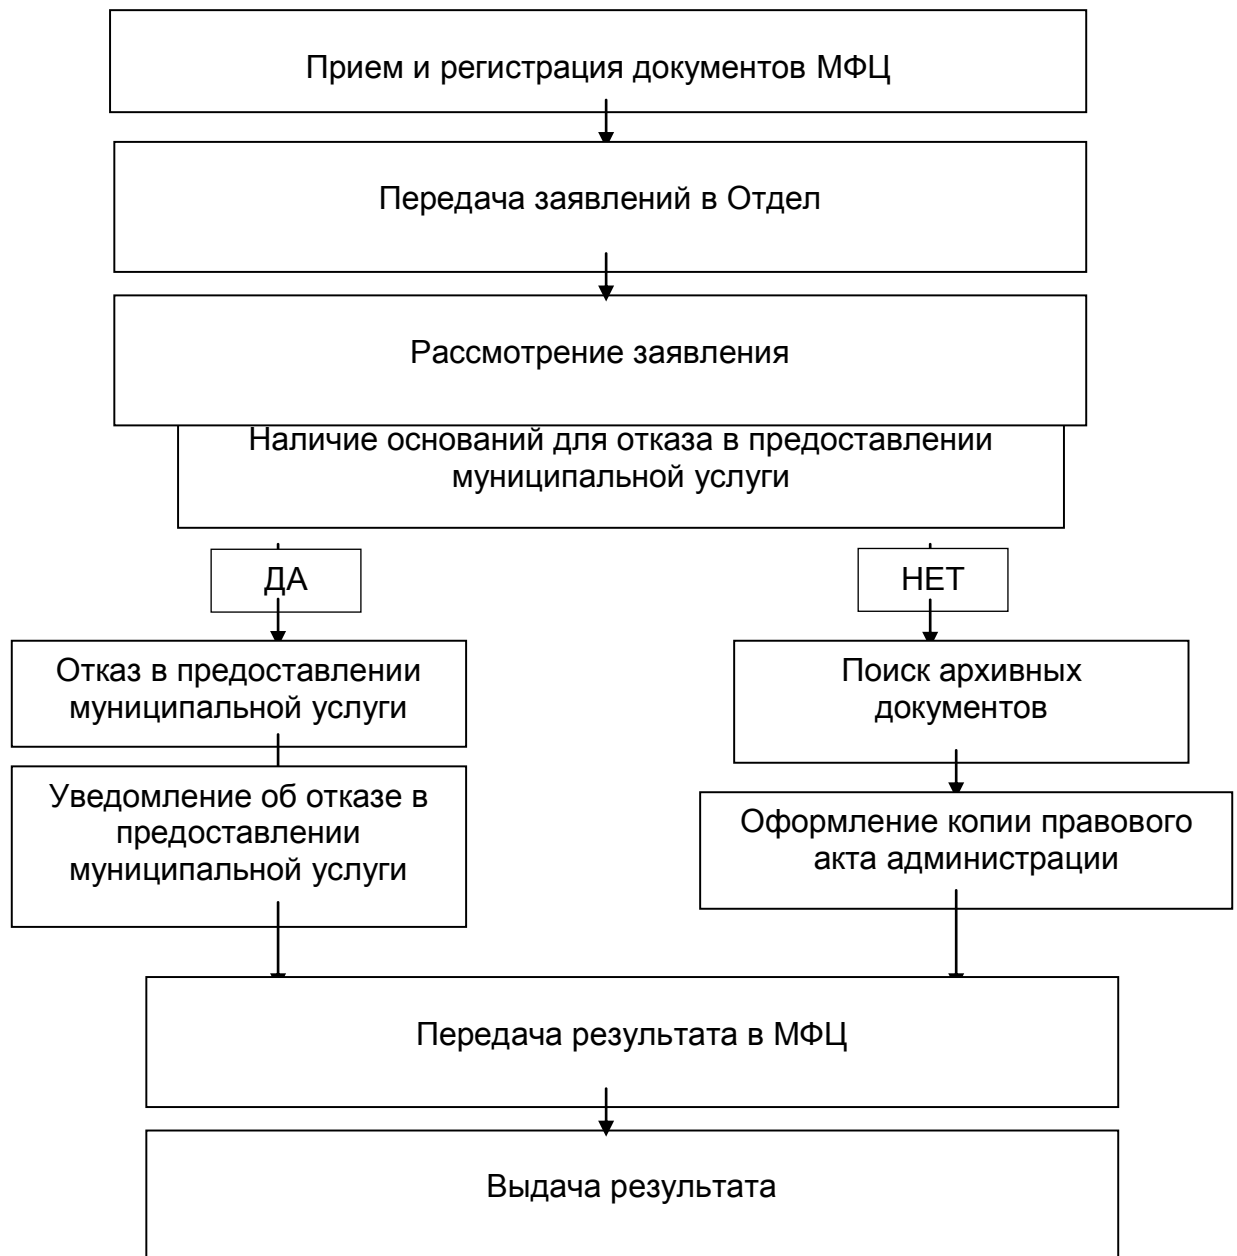 Прием и регистрация документов МФЦ
Передача заявлений в Отдел
Рассмотрение заявления
Наличие оснований для отказа в предоставлении
муниципальной услуги
ДА
НЕТ
Отказ в предоставлении
муниципальной услуги
Поиск архивных
документов
Уведомление об отказе в
предоставлении
муниципальной услуги
Оформление копии правового
акта администрации
Передача результата в МФЦ
Выдача результата